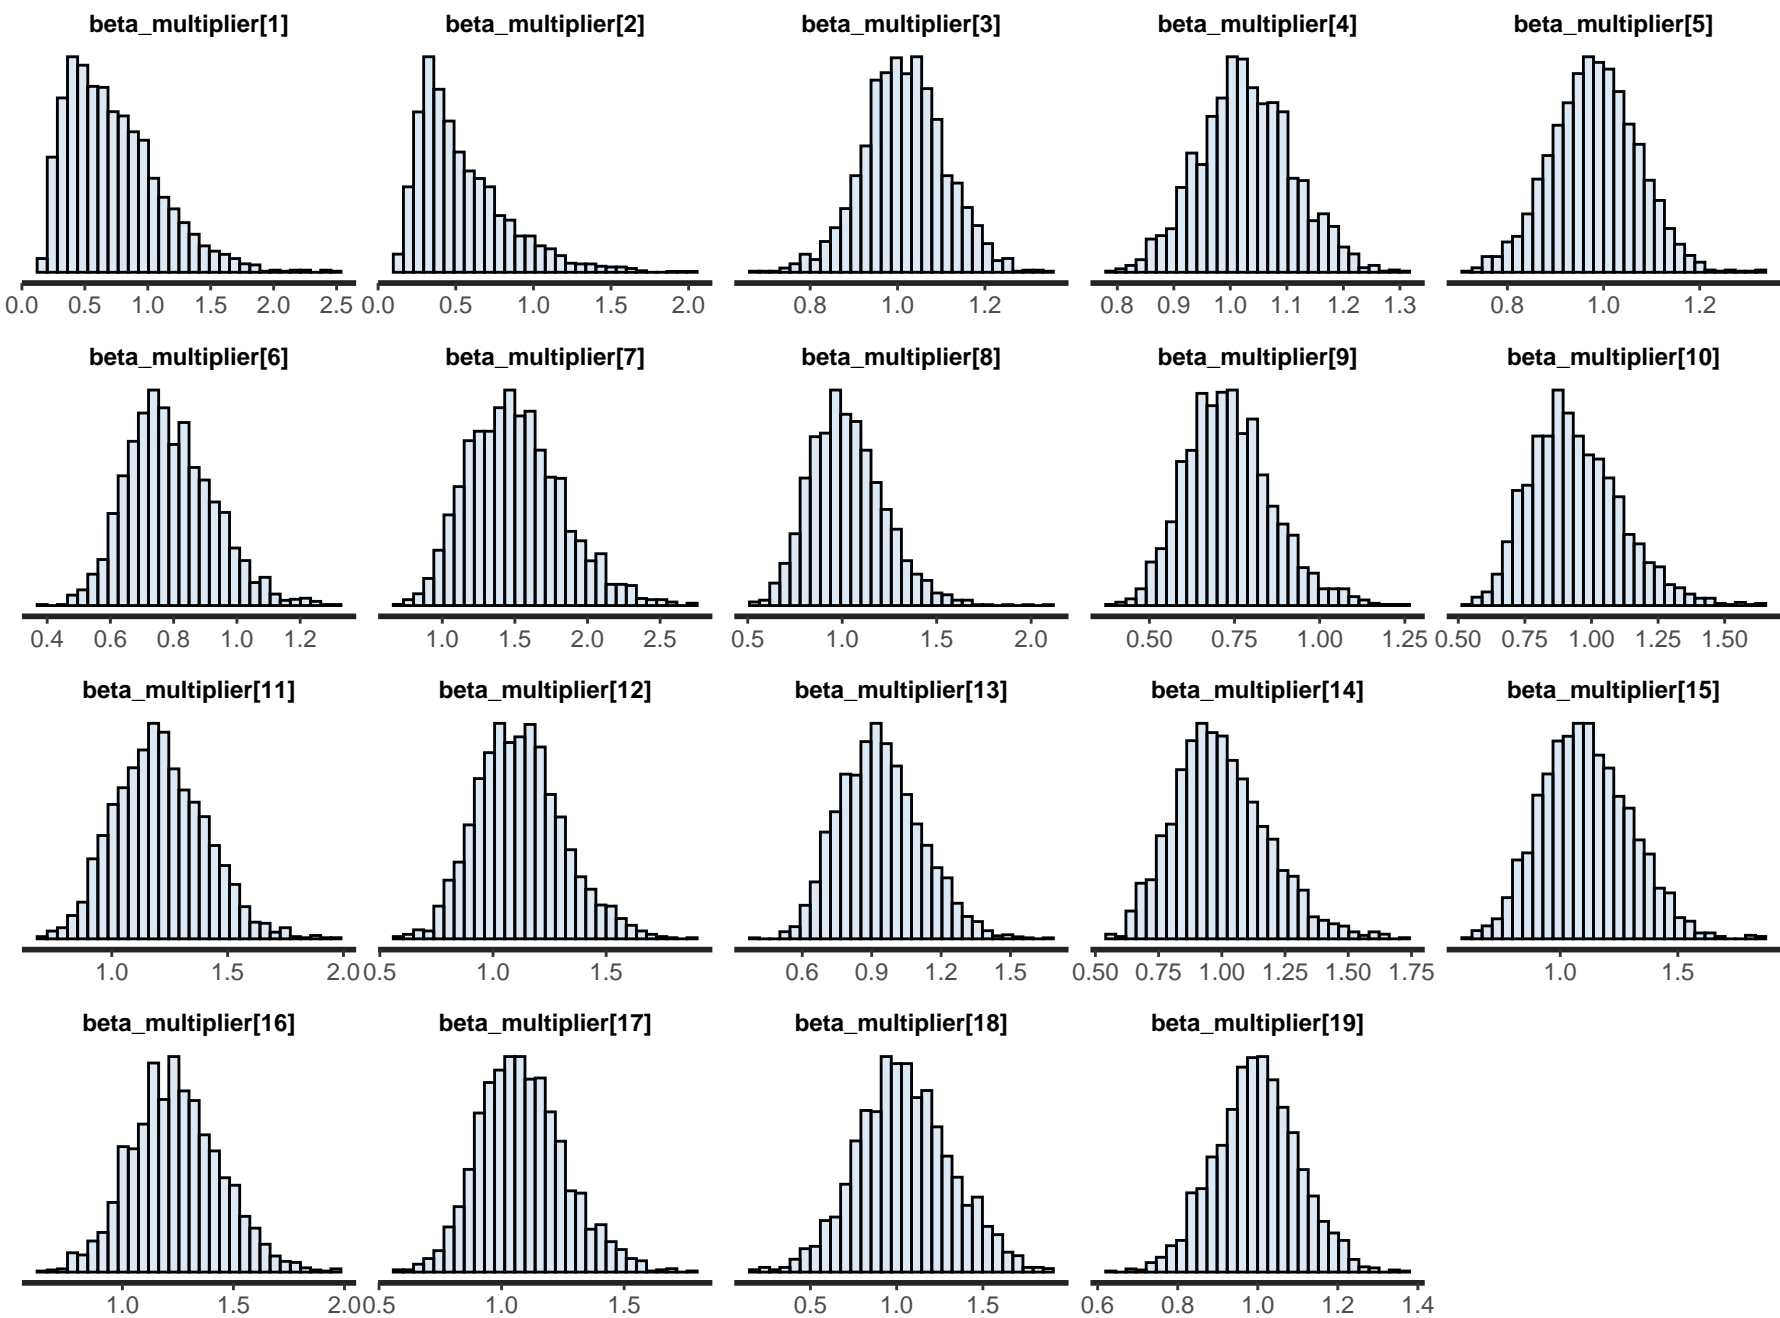 beta_multiplier[1] beta_multiplier[2] beta_multiplier[3] beta_multiplier[4] beta_multiplier[5]
0.0 0.5 1.0 1.5 2.0 2.5 0.0 0.5 1.0 1.5 2.0 0.8 1.0 1.2 0.8 0.9 1.0 1.1 1.2 1.3 0.8 1.0 1.2
beta_multiplier[6] beta_multiplier[7] beta_multiplier[8] beta_multiplier[9] beta_multiplier[10]
0.4 0.6 0.8 1.0 1.2 1.0 1.5 2.0 2.5 0.5 1.0 1.5 2.0 0.50 0.75 1.00 1.25 0.50 0.75 1.00 1.25 1.50
beta_multiplier[11] beta_multiplier[12] beta_multiplier[13] beta_multiplier[14] beta_multiplier[15]
1.0 1.5 2.0 0.5 1.0 1.5 0.6 0.9 1.2 1.5 0.50 0.75 1.00 1.25 1.50 1.75 1.0 1.5
beta_multiplier[16] beta_multiplier[17] beta_multiplier[18] beta_multiplier[19]
1.0 1.5 2.0 0.5 1.0 1.5 0.5 1.0 1.5 0.6 0.8 1.0 1.2 1.4